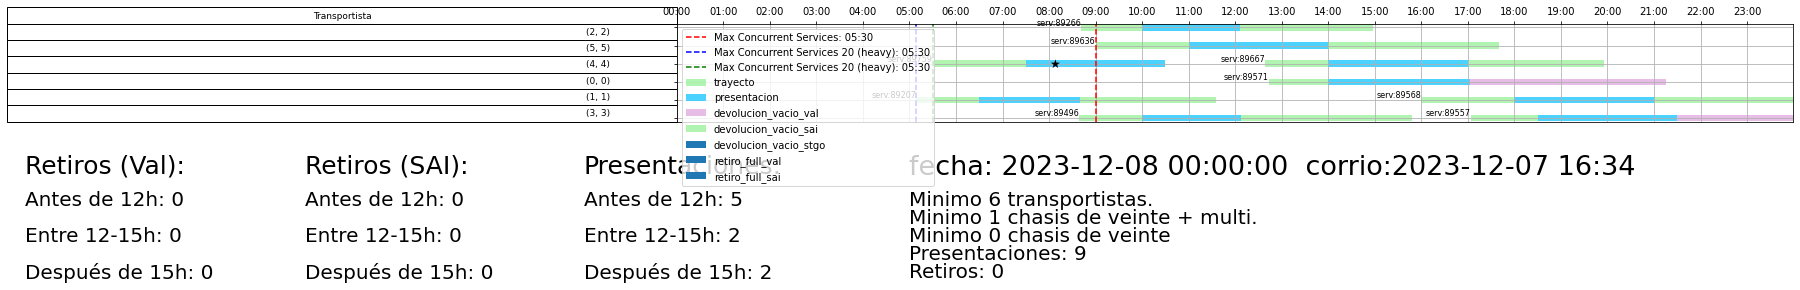 Transportista
00:00 01:00 02:00 03:00 04:00 05:00 06:00 07:00 08:00 09:00 10:00 11:00 12:00 13:00 14:00 15:00 16:00 17:00 18:00 19:00 20:00 21:00 22:00 23:00
(2, 2)
(5, 5)
(4, 4)
(0, 0)
(1, 1)
(3, 3)
serv:89266
serv:89636
serv:89667
serv:89571
serv:89207
serv:89568
serv:89496
serv:89557
Max Concurrent Services: 05:30
Max Concurrent Services 20 (heavy): 05:30
Max Concurrent Services 20 (heavy): 05:30
trayecto
presentacion
devolucion_vacio_val
devolucion_vacio_sai
devolucion_vacio_stgo
retiro_full_val
retiro_full_sai
Retiros (Val):
Antes de 12h: 0
Entre 12-15h: 0
Después de 15h: 0
Retiros (SAI):
Antes de 12h: 0
Entre 12-15h: 0
Después de 15h: 0
Presentaciones:
Antes de 12h: 5
Entre 12-15h: 2
Después de 15h: 2
fecha: 2023-12-08 00:00:00 corrio:2023-12-07 16:34
Minimo 6 transportistas.
Minimo 1 chasis de veinte + multi.
Minimo 0 chasis de veinte
Presentaciones: 9
Retiros: 0